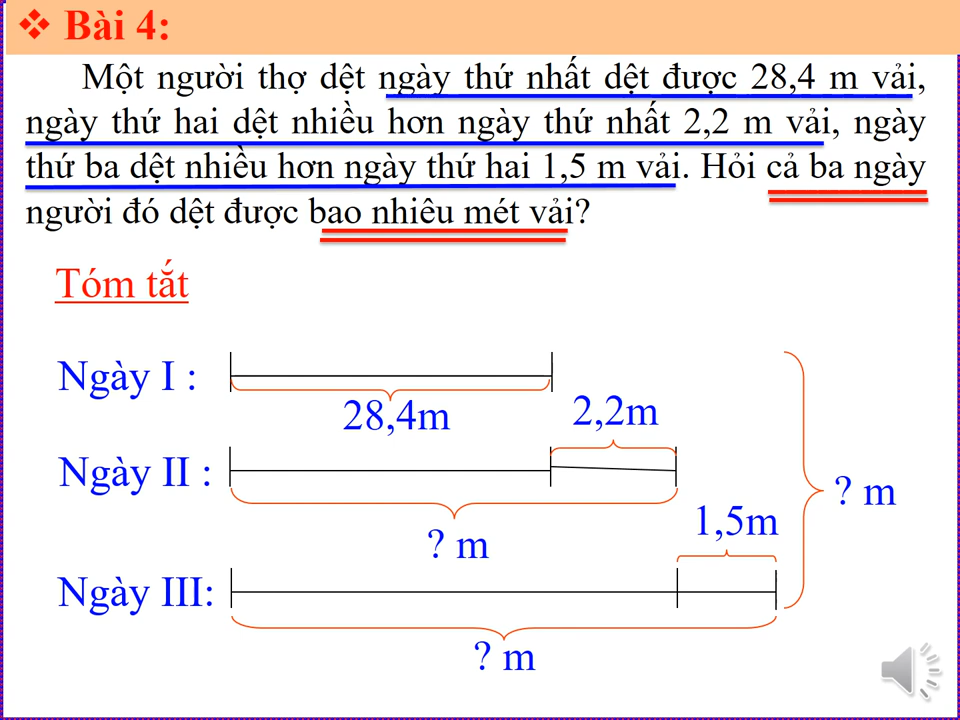 ❖ Bài 4:
Một người thợ dệt ngày thứ nhất dệt được 28,4 m vải,
ngày thứ hai dệt nhiều hơn ngày thứ nhất 2,2 m vải, ngày
thứ ba dệt nhiều hơn ngày thứ hai 1,5 m vải. Hỏi cả ba ngày
người đó dệt được bao nhiêu mét vải?
Tóm tắt
Ngày I :
28,4m
2,2m
Ngày II :
? m
1,5m
? m
Ngày III:
? m